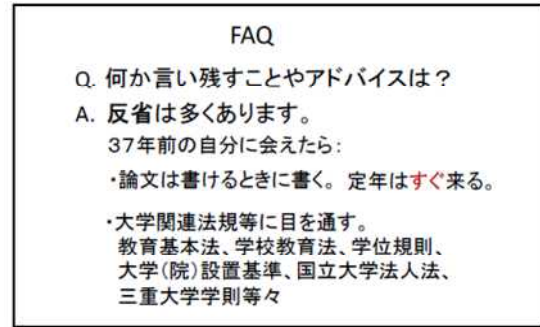 FAQ
Q. 何か言い残すことやアドバイスは？
A. 反省は多くあります。
37年前の自分に会えたら：
・論文は書けるときに書く。 定年はすぐ来る。
・大学関連法規等に目を通す。
教育基本法、学校教育法、学位規則、
大学（院）設置基準、国立大学法人法、
三重大学学則等々